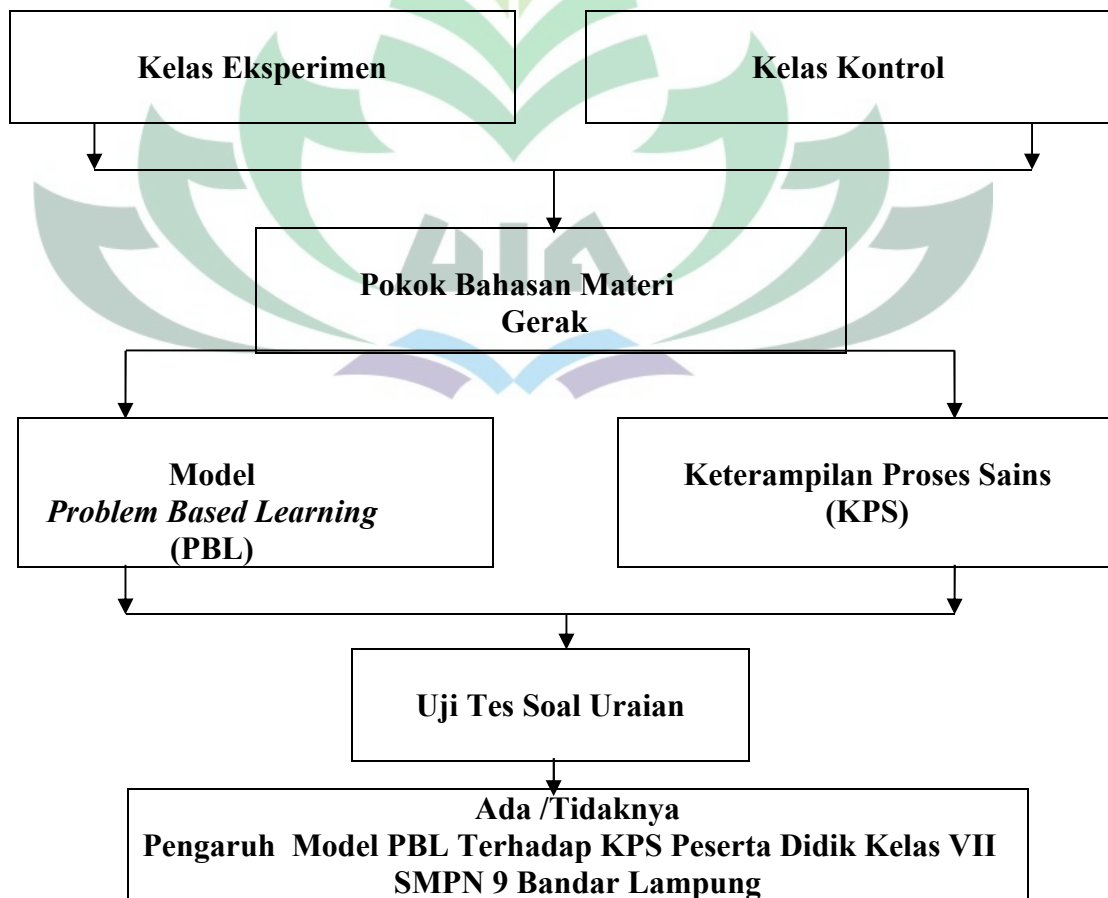 Kelas Eksperimen
Kelas Kontrol
Pokok Bahasan Materi
Gerak
Model
Problem Based Learning
(PBL)
Keterampilan Proses Sains
(KPS)
Uji Tes Soal Uraian
Ada /Tidaknya
Pengaruh Model PBL Terhadap KPS Peserta Didik Kelas VII
SMPN 9 Bandar Lampung